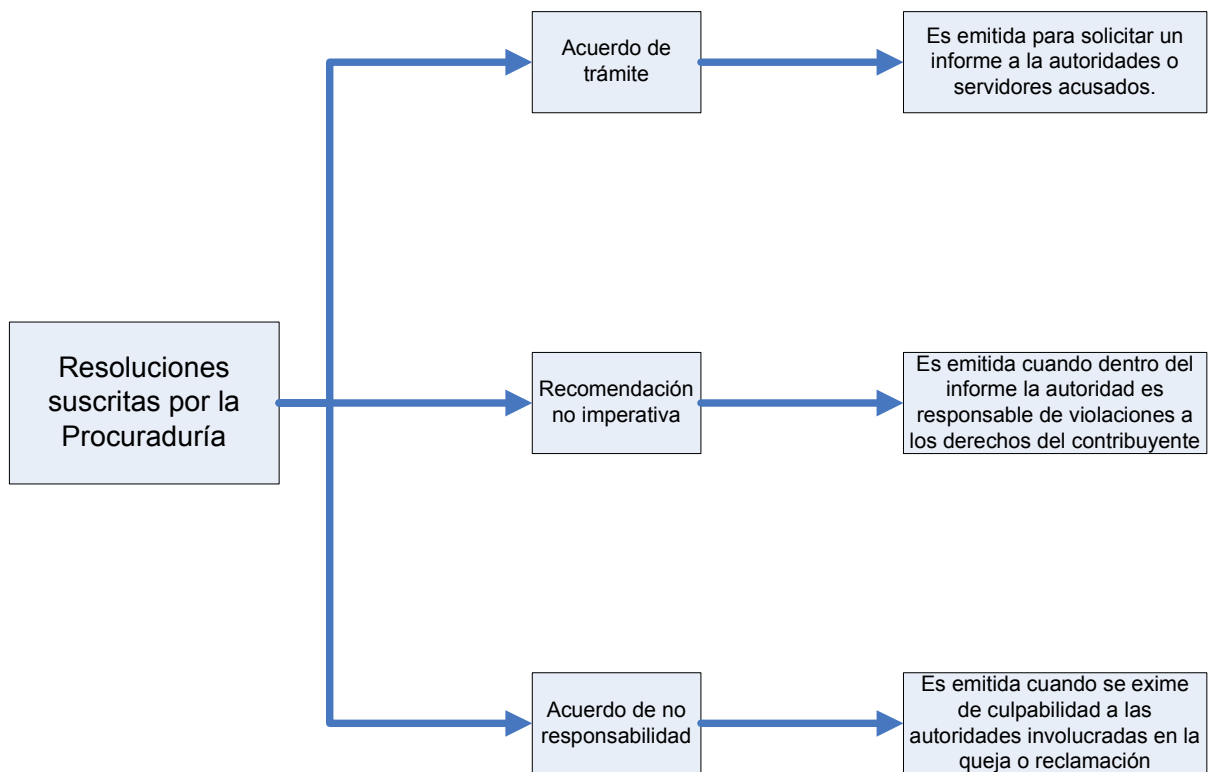 Acuerdo de
trámite
Es emitida para solicitar un
informe a la autoridades o
servidores acusados.
Resoluciones
suscritas por la
Procuraduría
Recomendación
no imperativa
Es emitida cuando dentro del
informe la autoridad es
responsable de violaciones a
los derechos del contribuyente
Acuerdo de no
responsabilidad
Es emitida cuando se exime
de culpabilidad a las
autoridades involucradas en la
queja o reclamación